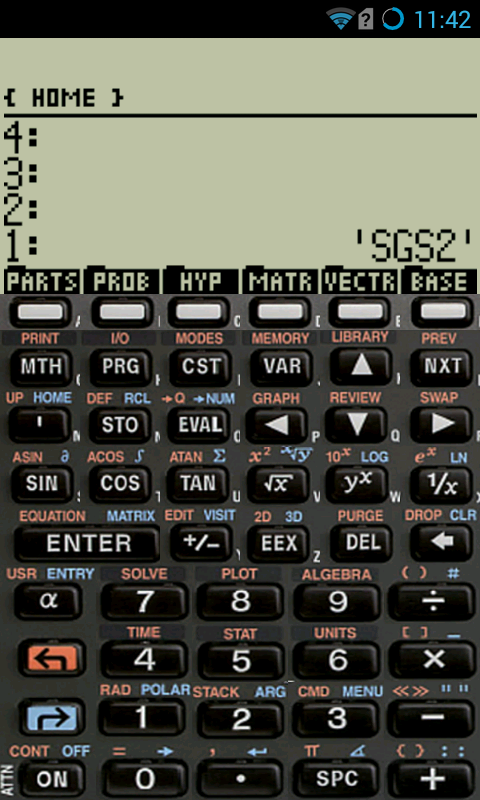 11:42
{ HOME }
4:
3:
2:
1: 'SGS2'
PARTS PROB HYP MATR VECTR BASE
PRINT I/O MODES MEMORY LIBRARY PREV
MTH PRG CST VAR ▲ NXT
UP HOME DEF RCL →Q →NUM GRAPH REVIEW SWAP
' STO EVAL ◀ ▼ ▶
N O P Q
ASIN ∂ ACOS ∫ ATAN Σ x² ˣ√y 10ˣ LOG eˣ LN
SIN COS TAN √x yˣ 1/x
S T U V W
EQUATION MATRIX EDIT VISIT 2D 3D PURGE DROP CLR
ENTER +/− EEX DEL ←
Y Z
USR ENTRY SOLVE PLOT ALGEBRA ( ) #
α 7 8 9 ÷
TIME STAT UNITS [ ] _
4 5 6 ×
RAD POLAR STACK ARG CMD MENU « » " "
1 2 3 −
CONT OFF = → , ↵ π ∡ { } : :
ATTN ON 0 . SPC +